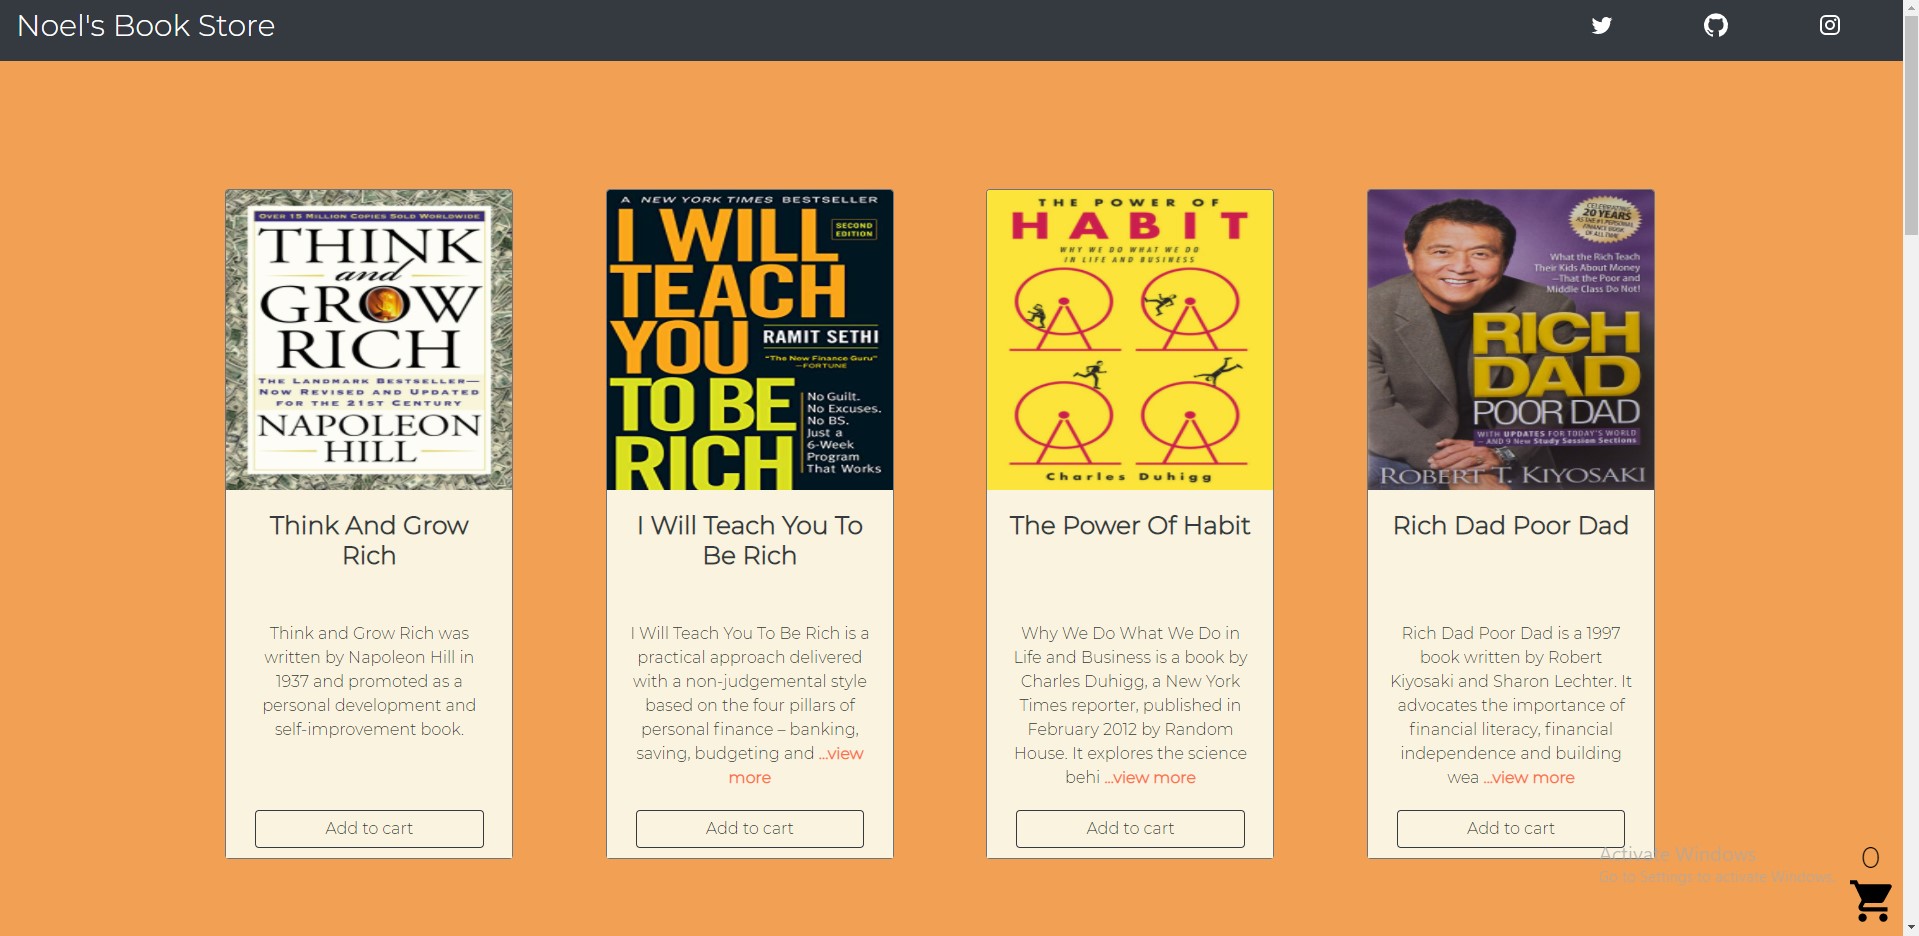 Noel's Book Store
OVER 15 MILLION COPIES SOLD WORLDWIDE
THINK
and
GROW
RICH
THE LANDMARK BESTSELLER—
NOW REVISED AND UPDATED
FOR THE 21ST CENTURY
NAPOLEON
HILL
Think And Grow
Rich
Think and Grow Rich was
written by Napoleon Hill in
1937 and promoted as a
personal development and
self-improvement book.
Add to cart
A NEW YORK TIMES BESTSELLER
I WILL
SECOND
EDITION
TEACH
YOU
RAMIT SETHI
"The New Finance Guru"
—FORTUNE
TO BE
RICH
No Guilt.
No Excuses.
No BS.
Just a
6-Week
Program
That Works
I Will Teach You To
Be Rich
I Will Teach You To Be Rich is a
practical approach delivered
with a non-judgemental style
based on the four pillars of
personal finance – banking,
saving, budgeting and ...view
more
Add to cart
THE POWER OF
HABIT
WHY WE DO WHAT WE DO
IN LIFE AND BUSINESS
Charles Duhigg
The Power Of Habit
Why We Do What We Do in
Life and Business is a book by
Charles Duhigg, a New York
Times reporter, published in
February 2012 by Random
House. It explores the science
behi ...view more
Add to cart
CELEBRATING
20 YEARS
AS THE #1 PERSONAL
FINANCE BOOK
OF ALL TIME
What the Rich Teach
Their Kids About Money
—That the Poor and
Middle Class Do Not!
RICH
DAD
POOR DAD
WITH UPDATES FOR TODAY'S WORLD
— AND 9 New Study Session Sections
ROBERT T. KIYOSAKI
Rich Dad Poor Dad
Rich Dad Poor Dad is a 1997
book written by Robert
Kiyosaki and Sharon Lechter. It
advocates the importance of
financial literacy, financial
independence and building
wea ...view more
Add to cart
Activate Windows
Go to Settings to activate Windows.
0